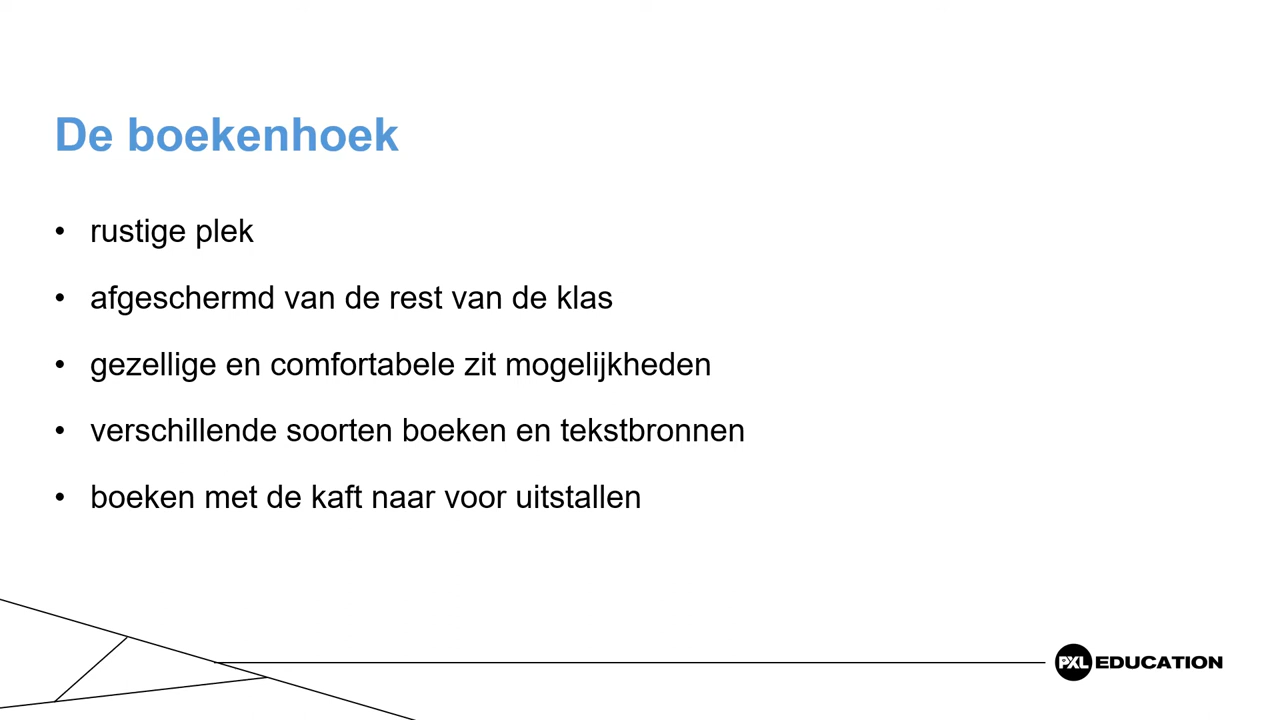 De boekenhoek
• rustige plek
• afgeschermd van de rest van de klas
• gezellige en comfortabele zit mogelijkheden
• verschillende soorten boeken en tekstbronnen
• boeken met de kaft naar voor uitstallen
PXL EDUCATION